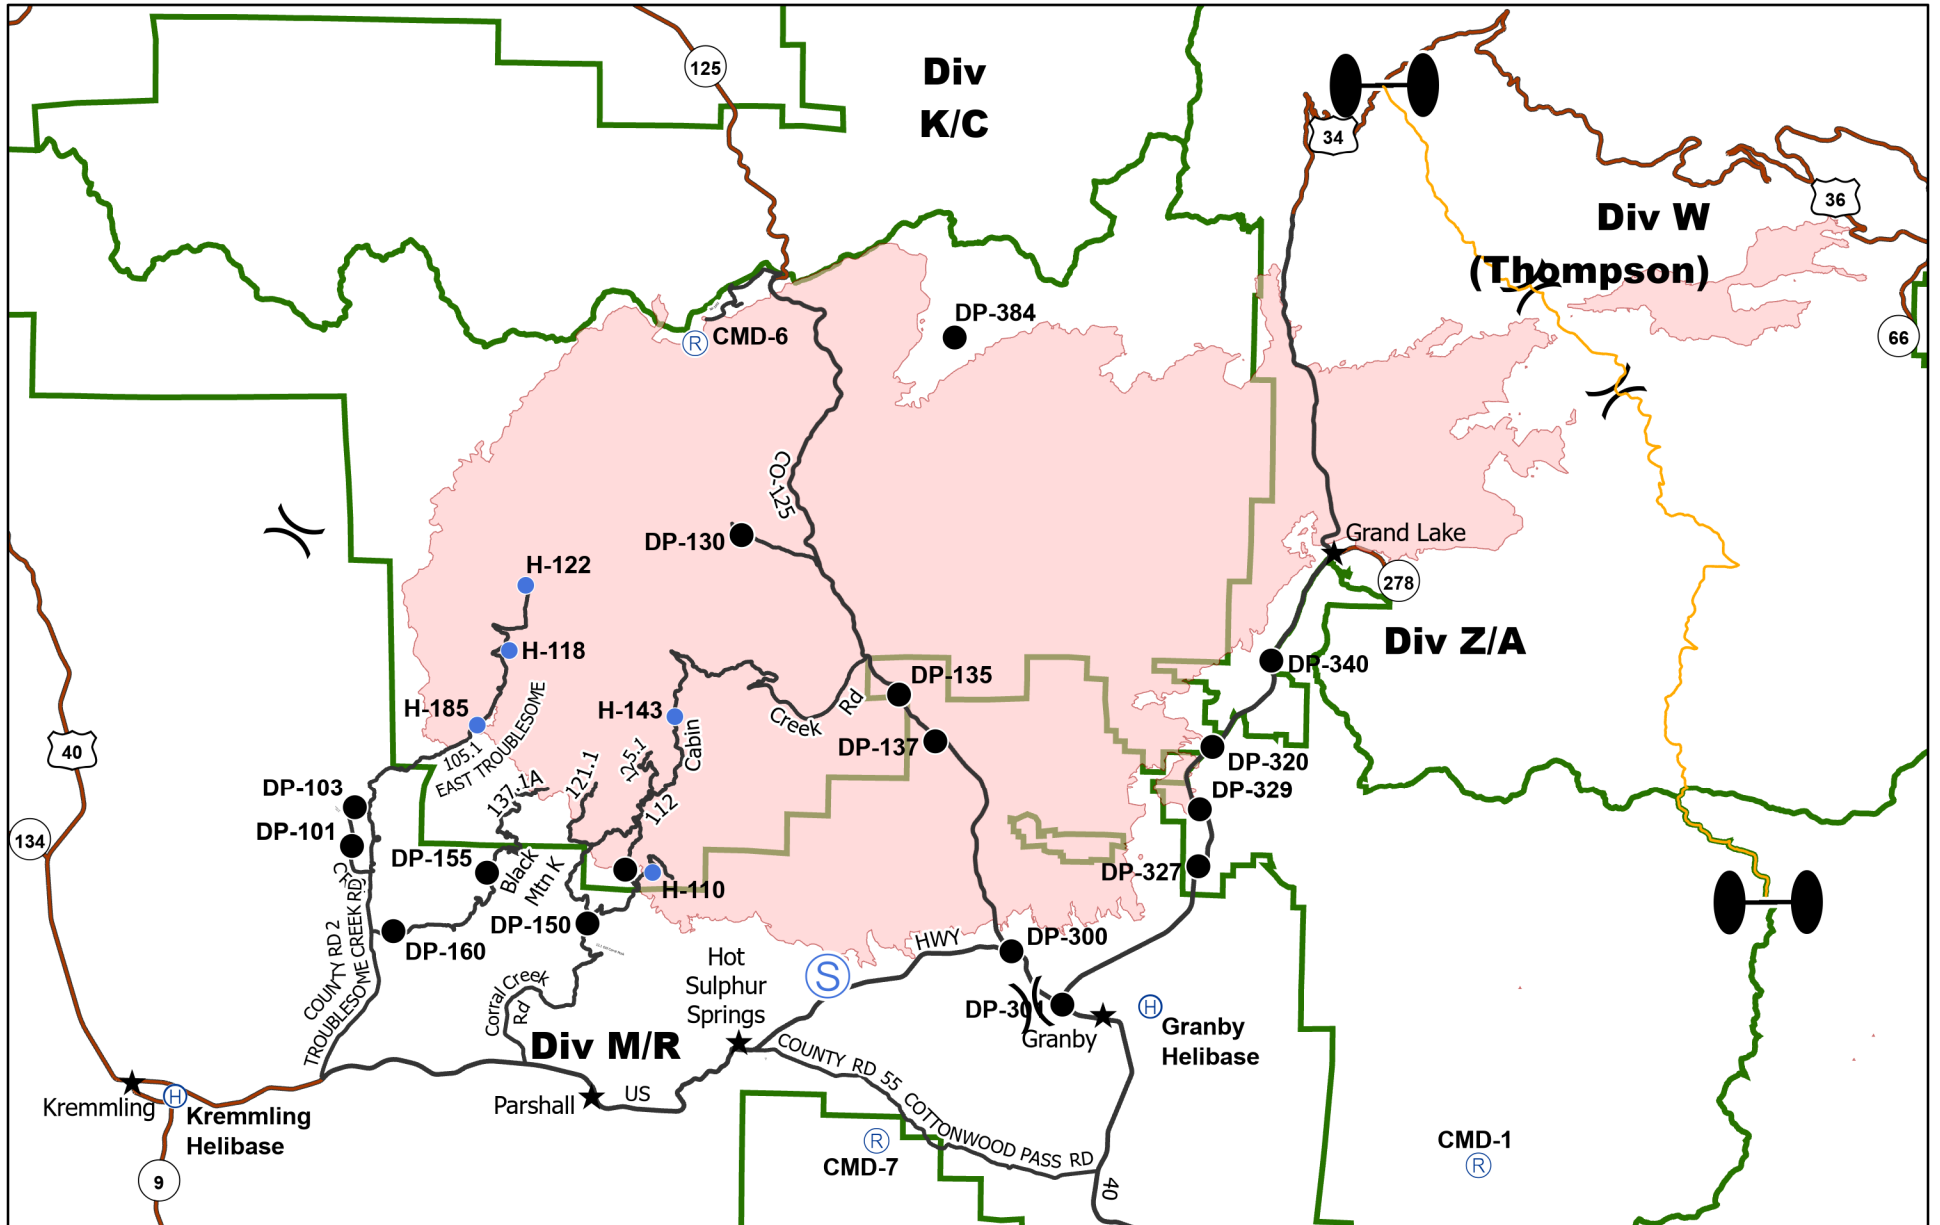 125
Div
K/C
34
36
Div W
(Thompson)
66
DP-384
R
CMD-6
CO-125
DP-130
H-122
H-118
H-185
H-143
Grand Lake
278
Div Z/A
DP-340
DP-135
DP-137
Creek
Rd
Cabin
105.1
EAST TROUBLESOME
137.1A
121.1
112
40
134
DP-103
DP-101
DP-155
Black
Mtn K
DP-320
DP-329
DP-327
H-110
DP-150
DP-160
COUNTY RD 2
TROUBLESOME CREEK RD
Corral Creek
Rd
Hot
Sulphur
Springs
S
HWY
DP-300
DP-301
Granby
H
Granby
Helibase
Div M/R
Kremmling
H
Kremmling
Helibase
Parshall
US
COUNTY RD 55
COTTONWOOD PASS RD
R
CMD-7
CMD-1
R
9
40